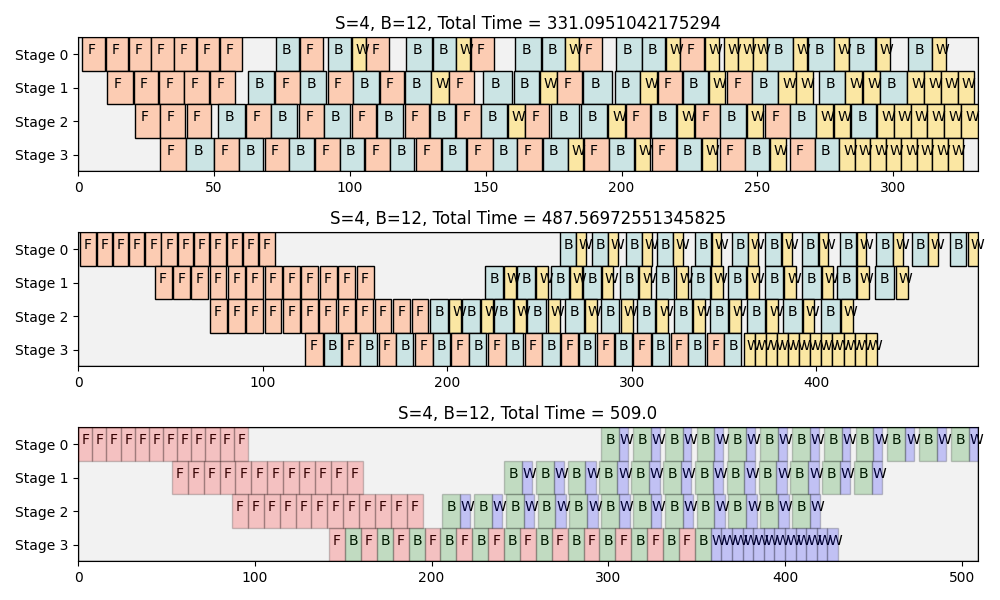 S=4, B=12, Total Time = 331.0951042175294
Stage 0 F F F F F F F B F B W F B B W F B B W F B B W F W W W W B W B W B W B W
Stage 1 F F F F F B F B F B F B W F B B W F B B W F B W F B W W B W W B W W W W
Stage 2 F F F B F B F B F B F B F B W F B B W F B W F B W F B W W B W W W W W W
Stage 3 F B F B F B F B F B F B F B F B W F B W F B W F B W F B W W W W W W W W
0 50 100 150 200 250 300
S=4, B=12, Total Time = 487.56972551345825
Stage 0 F F F F F F F F F F F F B W B W B W B W B W B W B W B W B W B W B W B W
Stage 1 F F F F F F F F F F F F B W B W B W B W B W B W B W B W B W B W B W B W
Stage 2 F F F F F F F F F F F F B W B W B W B W B W B W B W B W B W B W B W B W
Stage 3 F B F B F B F B F B F B F B F B F B F B F B F B W W W W W W W W W W W W
0 100 200 300 400
S=4, B=12, Total Time = 509.0
Stage 0 F F F F F F F F F F F F B W B W B W B W B W B W B W B W B W B W B W B W
Stage 1 F F F F F F F F F F F F B W B W B W B W B W B W B W B W B W B W B W B W
Stage 2 F F F F F F F F F F F F B W B W B W B W B W B W B W B W B W B W B W B W
Stage 3 F B F B F B F B F B F B F B F B F B F B F B F B W W W W W W W W W W W W
0 100 200 300 400 500